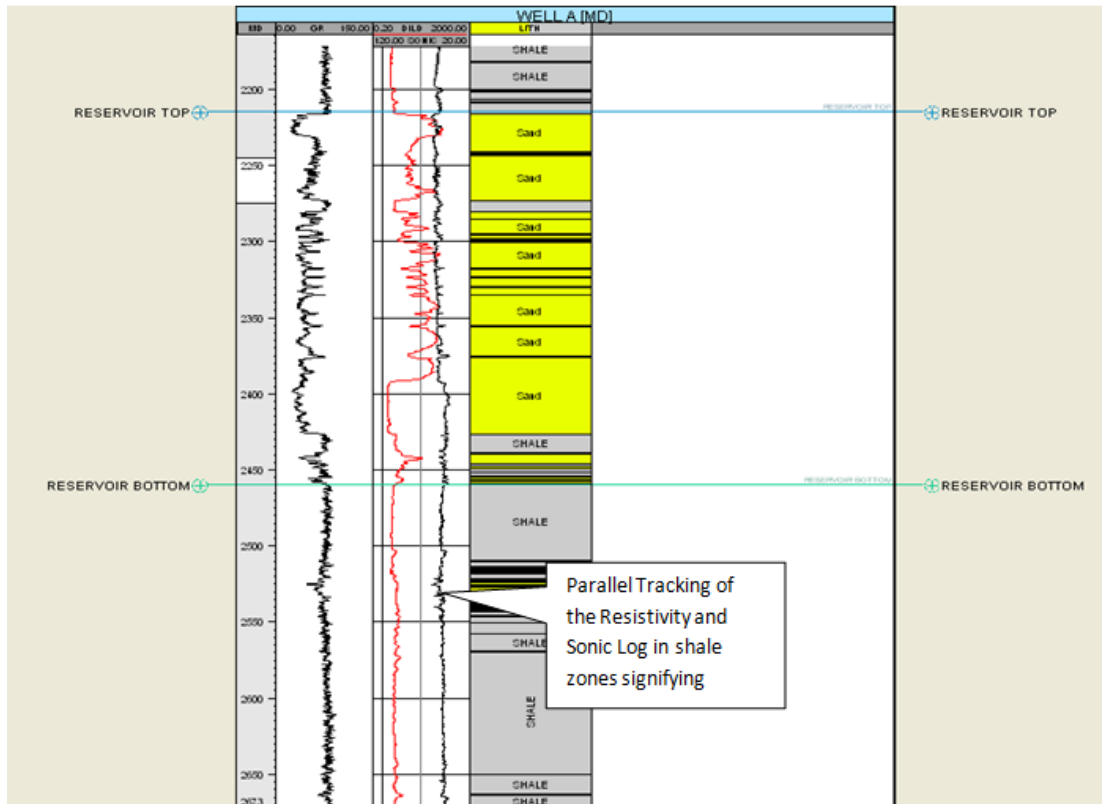 WELL A [MD]
MD 0.00 GR 150.00 0.20 DILD 2000.00 LITH
120.00 SONIC 20.00
SHALE
SHALE
2200
RESERVOIR TOP RESERVOIR TOP RESERVOIR TOP
Sand
2250
Sand
Sand
2300
Sand
Sand
2350
Sand
2400 Sand
SHALE
2450
RESERVOIR BOTTOM RESERVOIR BOTTOM RESERVOIR BOTTOM
SHALE
2500
Parallel Tracking of
the Resistivity and
Sonic Log in shale
zones signifying
2550
SHALE
2600
SHALE
2650
SHALE
2673 SHALE